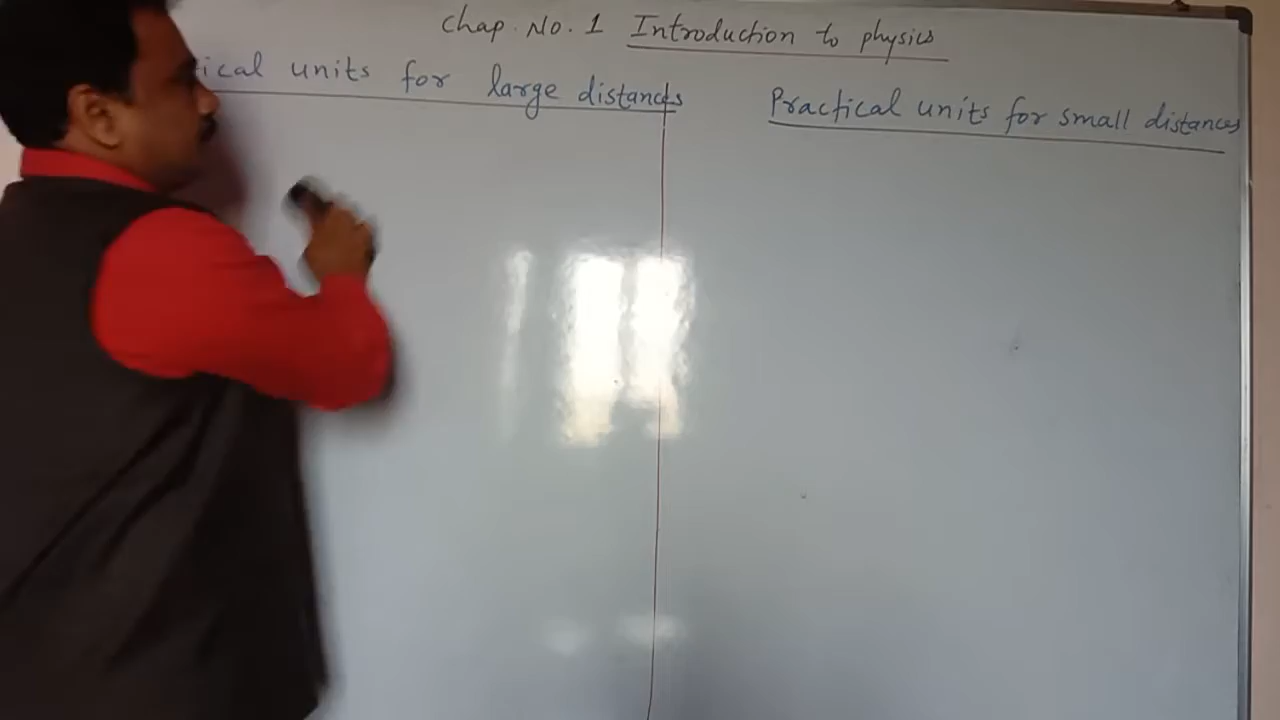 Chap. No. 1 Introduction to physics
ical units for large distances
Practical units for small distances